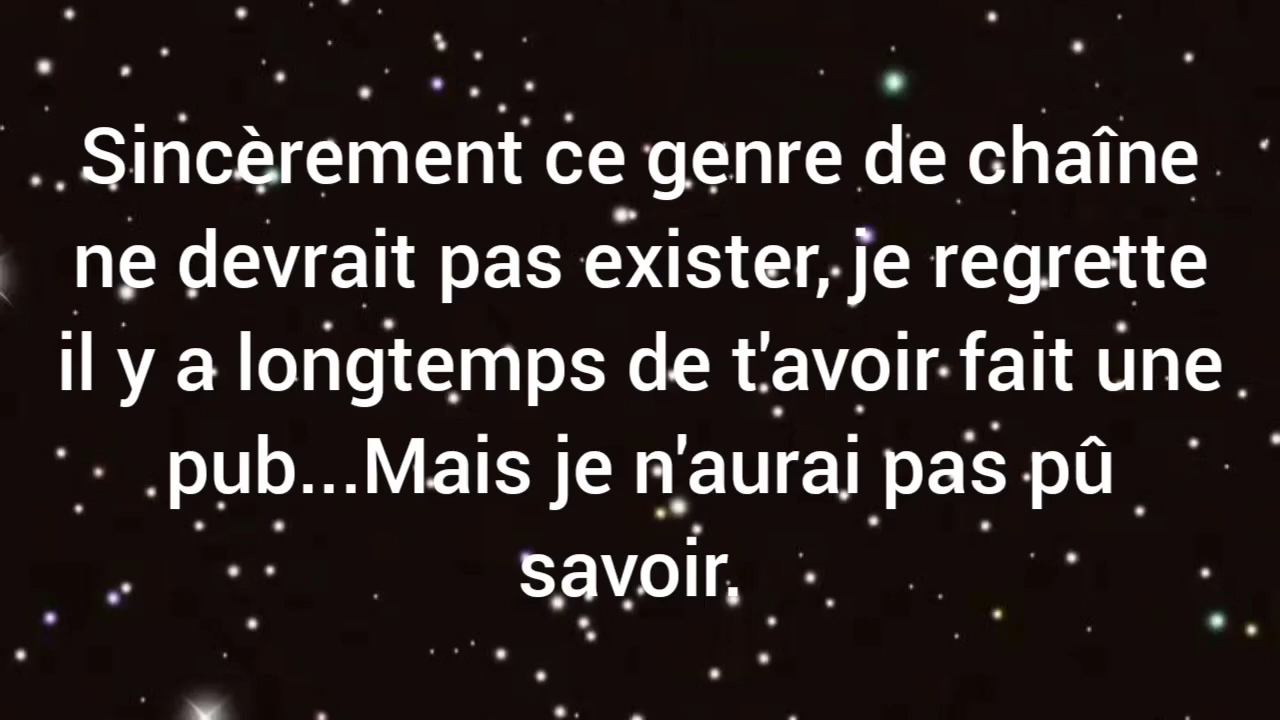 Sincèrement ce genre de chaîne
ne devrait pas exister, je regrette
il y a longtemps de t'avoir fait une
pub...Mais je n'aurai pas pû
savoir.